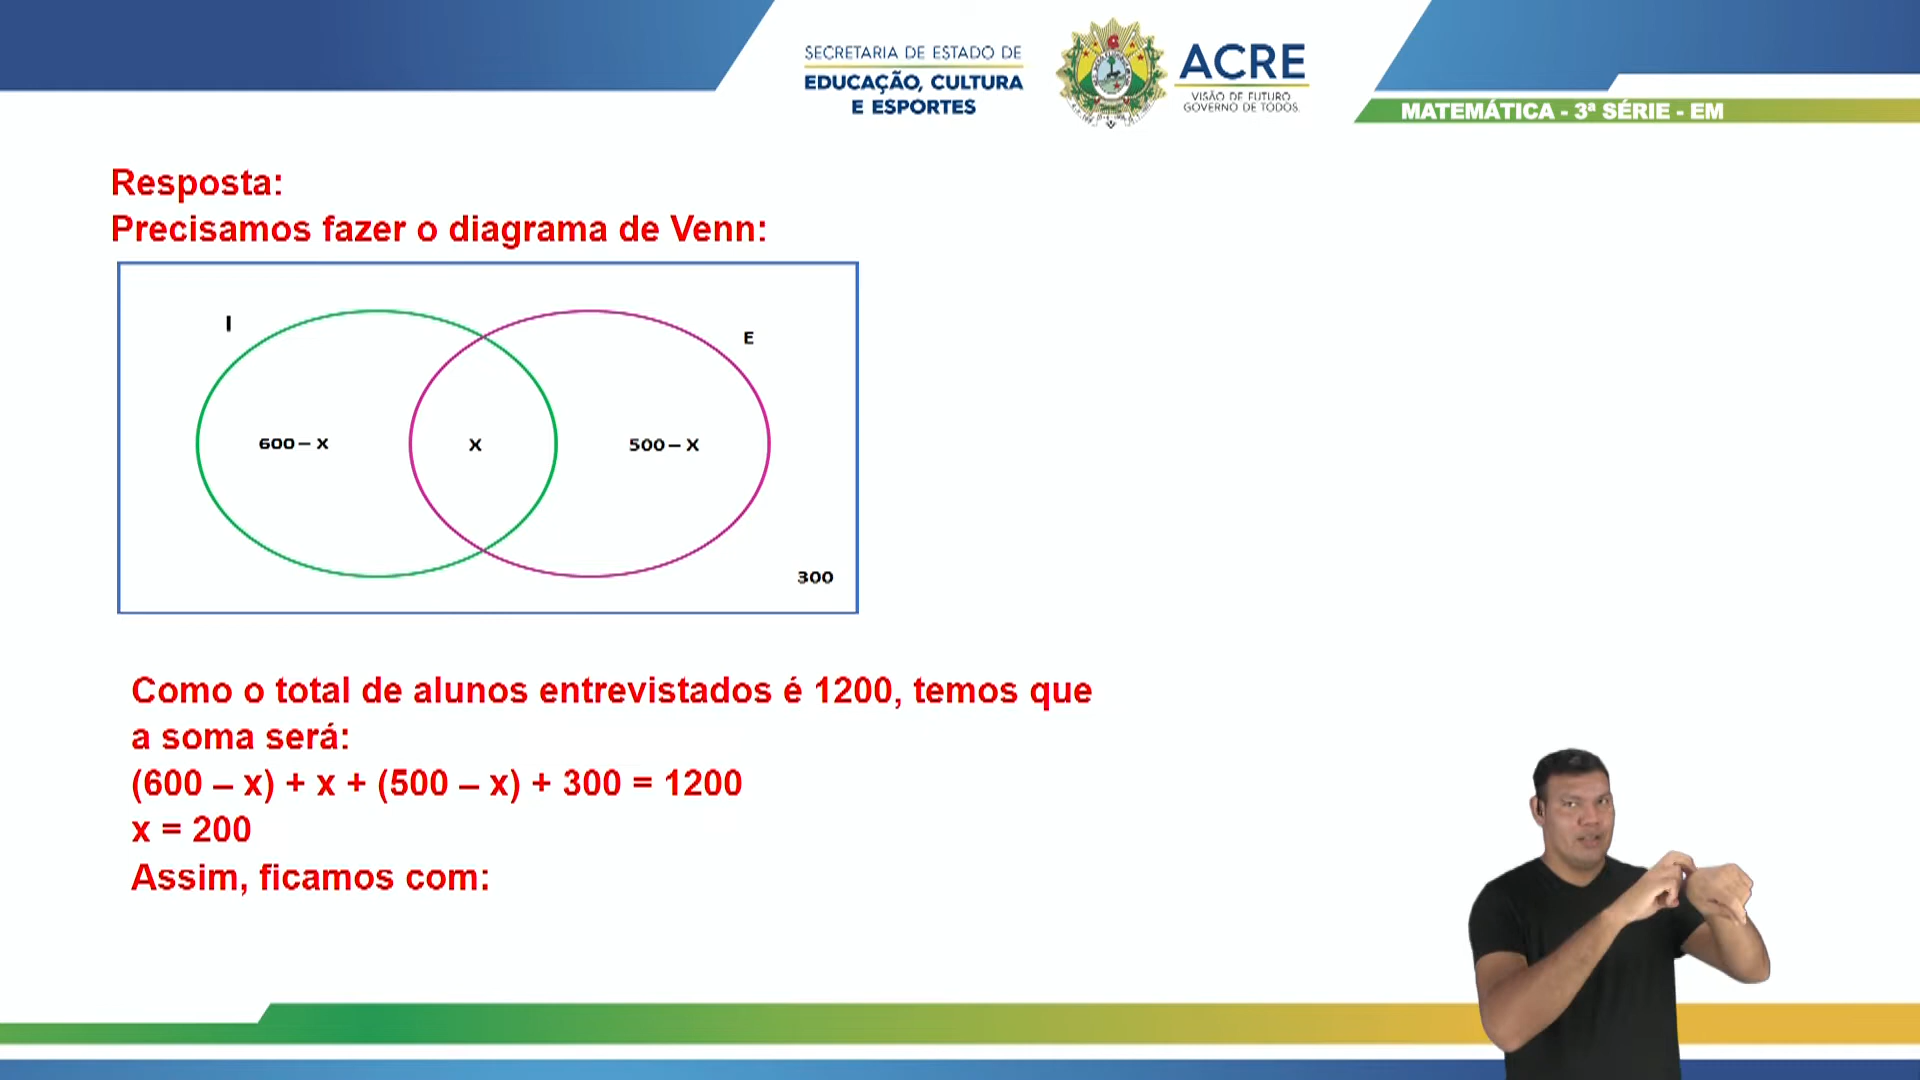 SECRETARIA DE ESTADO DE
EDUCAÇÃO, CULTURA
E ESPORTES
ACRE
VISÃO DE FUTURO
GOVERNO DE TODOS
MATEMÁTICA - 3ª SÉRIE - EM
Resposta:
Precisamos fazer o diagrama de Venn:
I
E
600 – X
X
500 – X
300
Como o total de alunos entrevistados é 1200, temos que
a soma será:
(600 – x) + x + (500 – x) + 300 = 1200
x = 200
Assim, ficamos com: